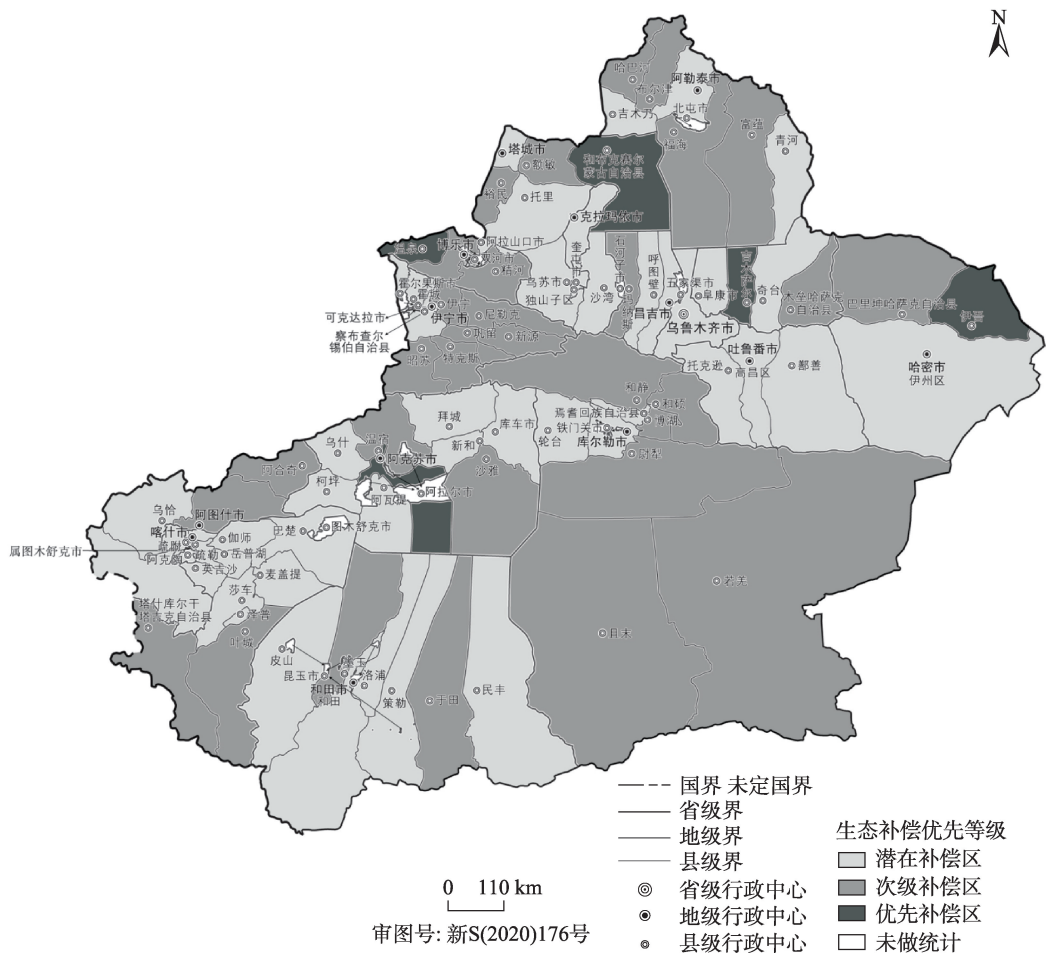 N
哈巴河
阿勒泰市
布尔津
北屯市
吉木乃
福海
富蕴
青河
塔城市
额敏
和布克赛尔
蒙古自治县
裕民
托里
克拉玛依市
温泉
博乐市
阿拉山口市
双河市
精河
奎屯市
乌苏市
独山子区
石河子市
沙湾
玛纳斯
呼图壁
昌吉市
五家渠市
乌鲁木齐市
阜康市
吉木萨尔
奇台
木垒哈萨克
自治县
巴里坤哈萨克自治县
伊吾
霍尔果斯市
霍城
伊宁
可克达拉市
伊宁市
察布查尔
锡伯自治县
尼勒克
巩留
新源
昭苏
特克斯
吐鲁番市
托克逊
高昌区
鄯善
哈密市
伊州区
和静
和硕
焉耆回族自治县
博湖
铁门关市
库尔勒市
尉犁
轮台
拜城
库车市
新和
沙雅
乌什
温宿
阿克苏市
阿合奇
柯坪
阿瓦提
阿拉尔市
乌恰
阿图什市
喀什市
疏附
属图木舒克市
疏勒
阿克陶
伽师
岳普湖
英吉沙
巴楚
图木舒克市
麦盖提
莎车
泽普
塔什库尔干
塔吉克自治县
叶城
皮山
昆玉市
墨玉
洛浦
和田市
和田
策勒
于田
民丰
且末
若羌
国界 未定国界
省级界
地级界
县级界
省级行政中心
地级行政中心
县级行政中心
生态补偿优先等级
潜在补偿区
次级补偿区
优先补偿区
未做统计
0 110 km
审图号: 新S(2020)176号